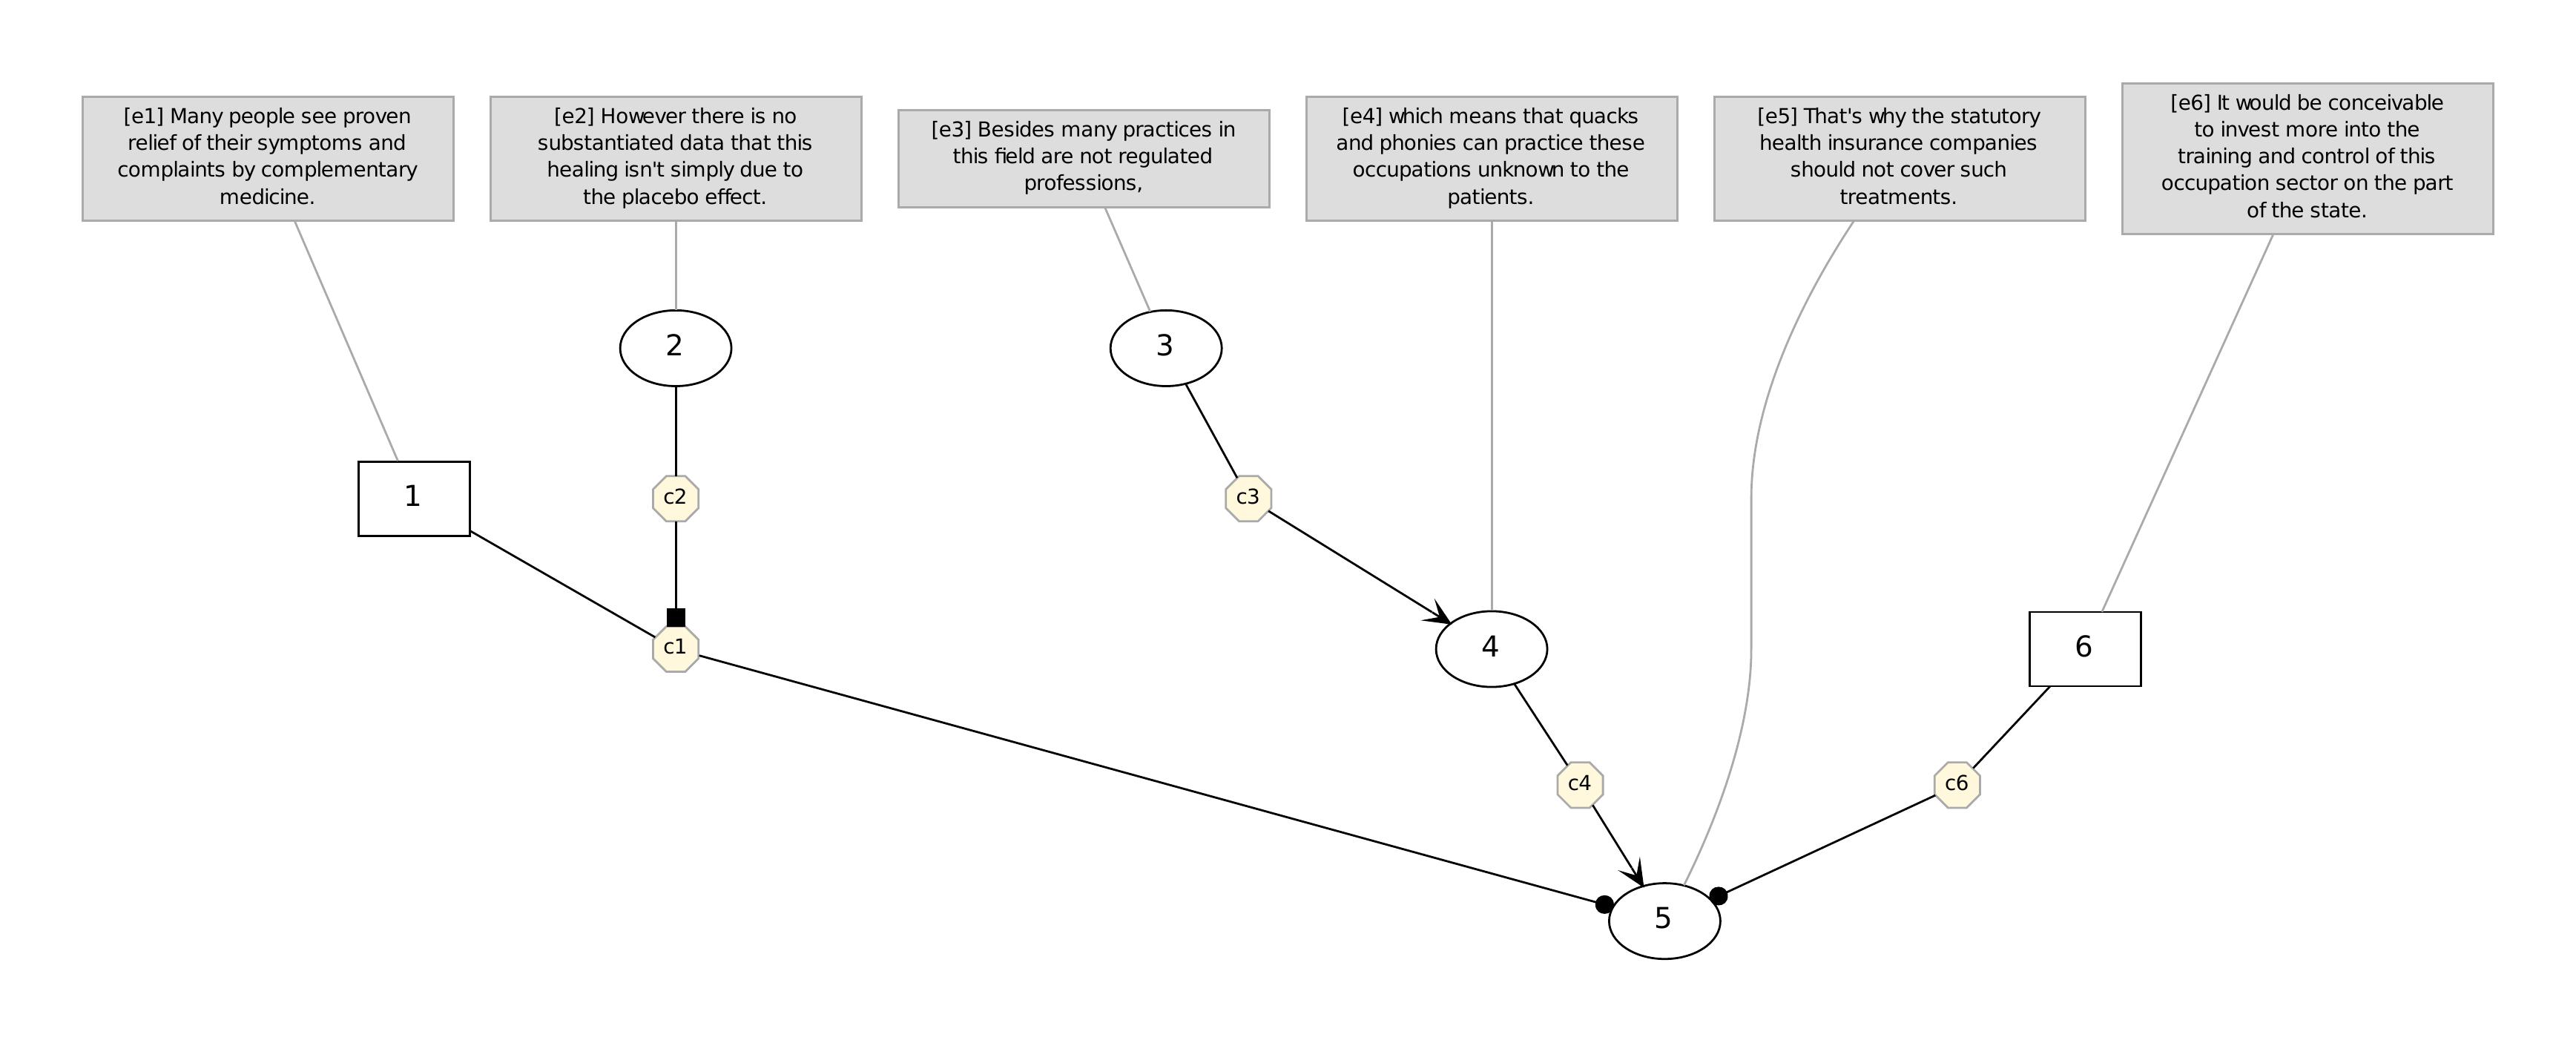 [e1] Many people see proven
relief of their symptoms and
complaints by complementary
medicine.
[e2] However there is no
substantiated data that this
healing isn't simply due to
the placebo effect.
[e3] Besides many practices in
this field are not regulated
professions,
[e4] which means that quacks
and phonies can practice these
occupations unknown to the
patients.
[e5] That's why the statutory
health insurance companies
should not cover such
treatments.
[e6] It would be conceivable
to invest more into the
training and control of this
occupation sector on the part
of the state.
2
3
1
c2
c3
c1
4
6
c4
c6
5